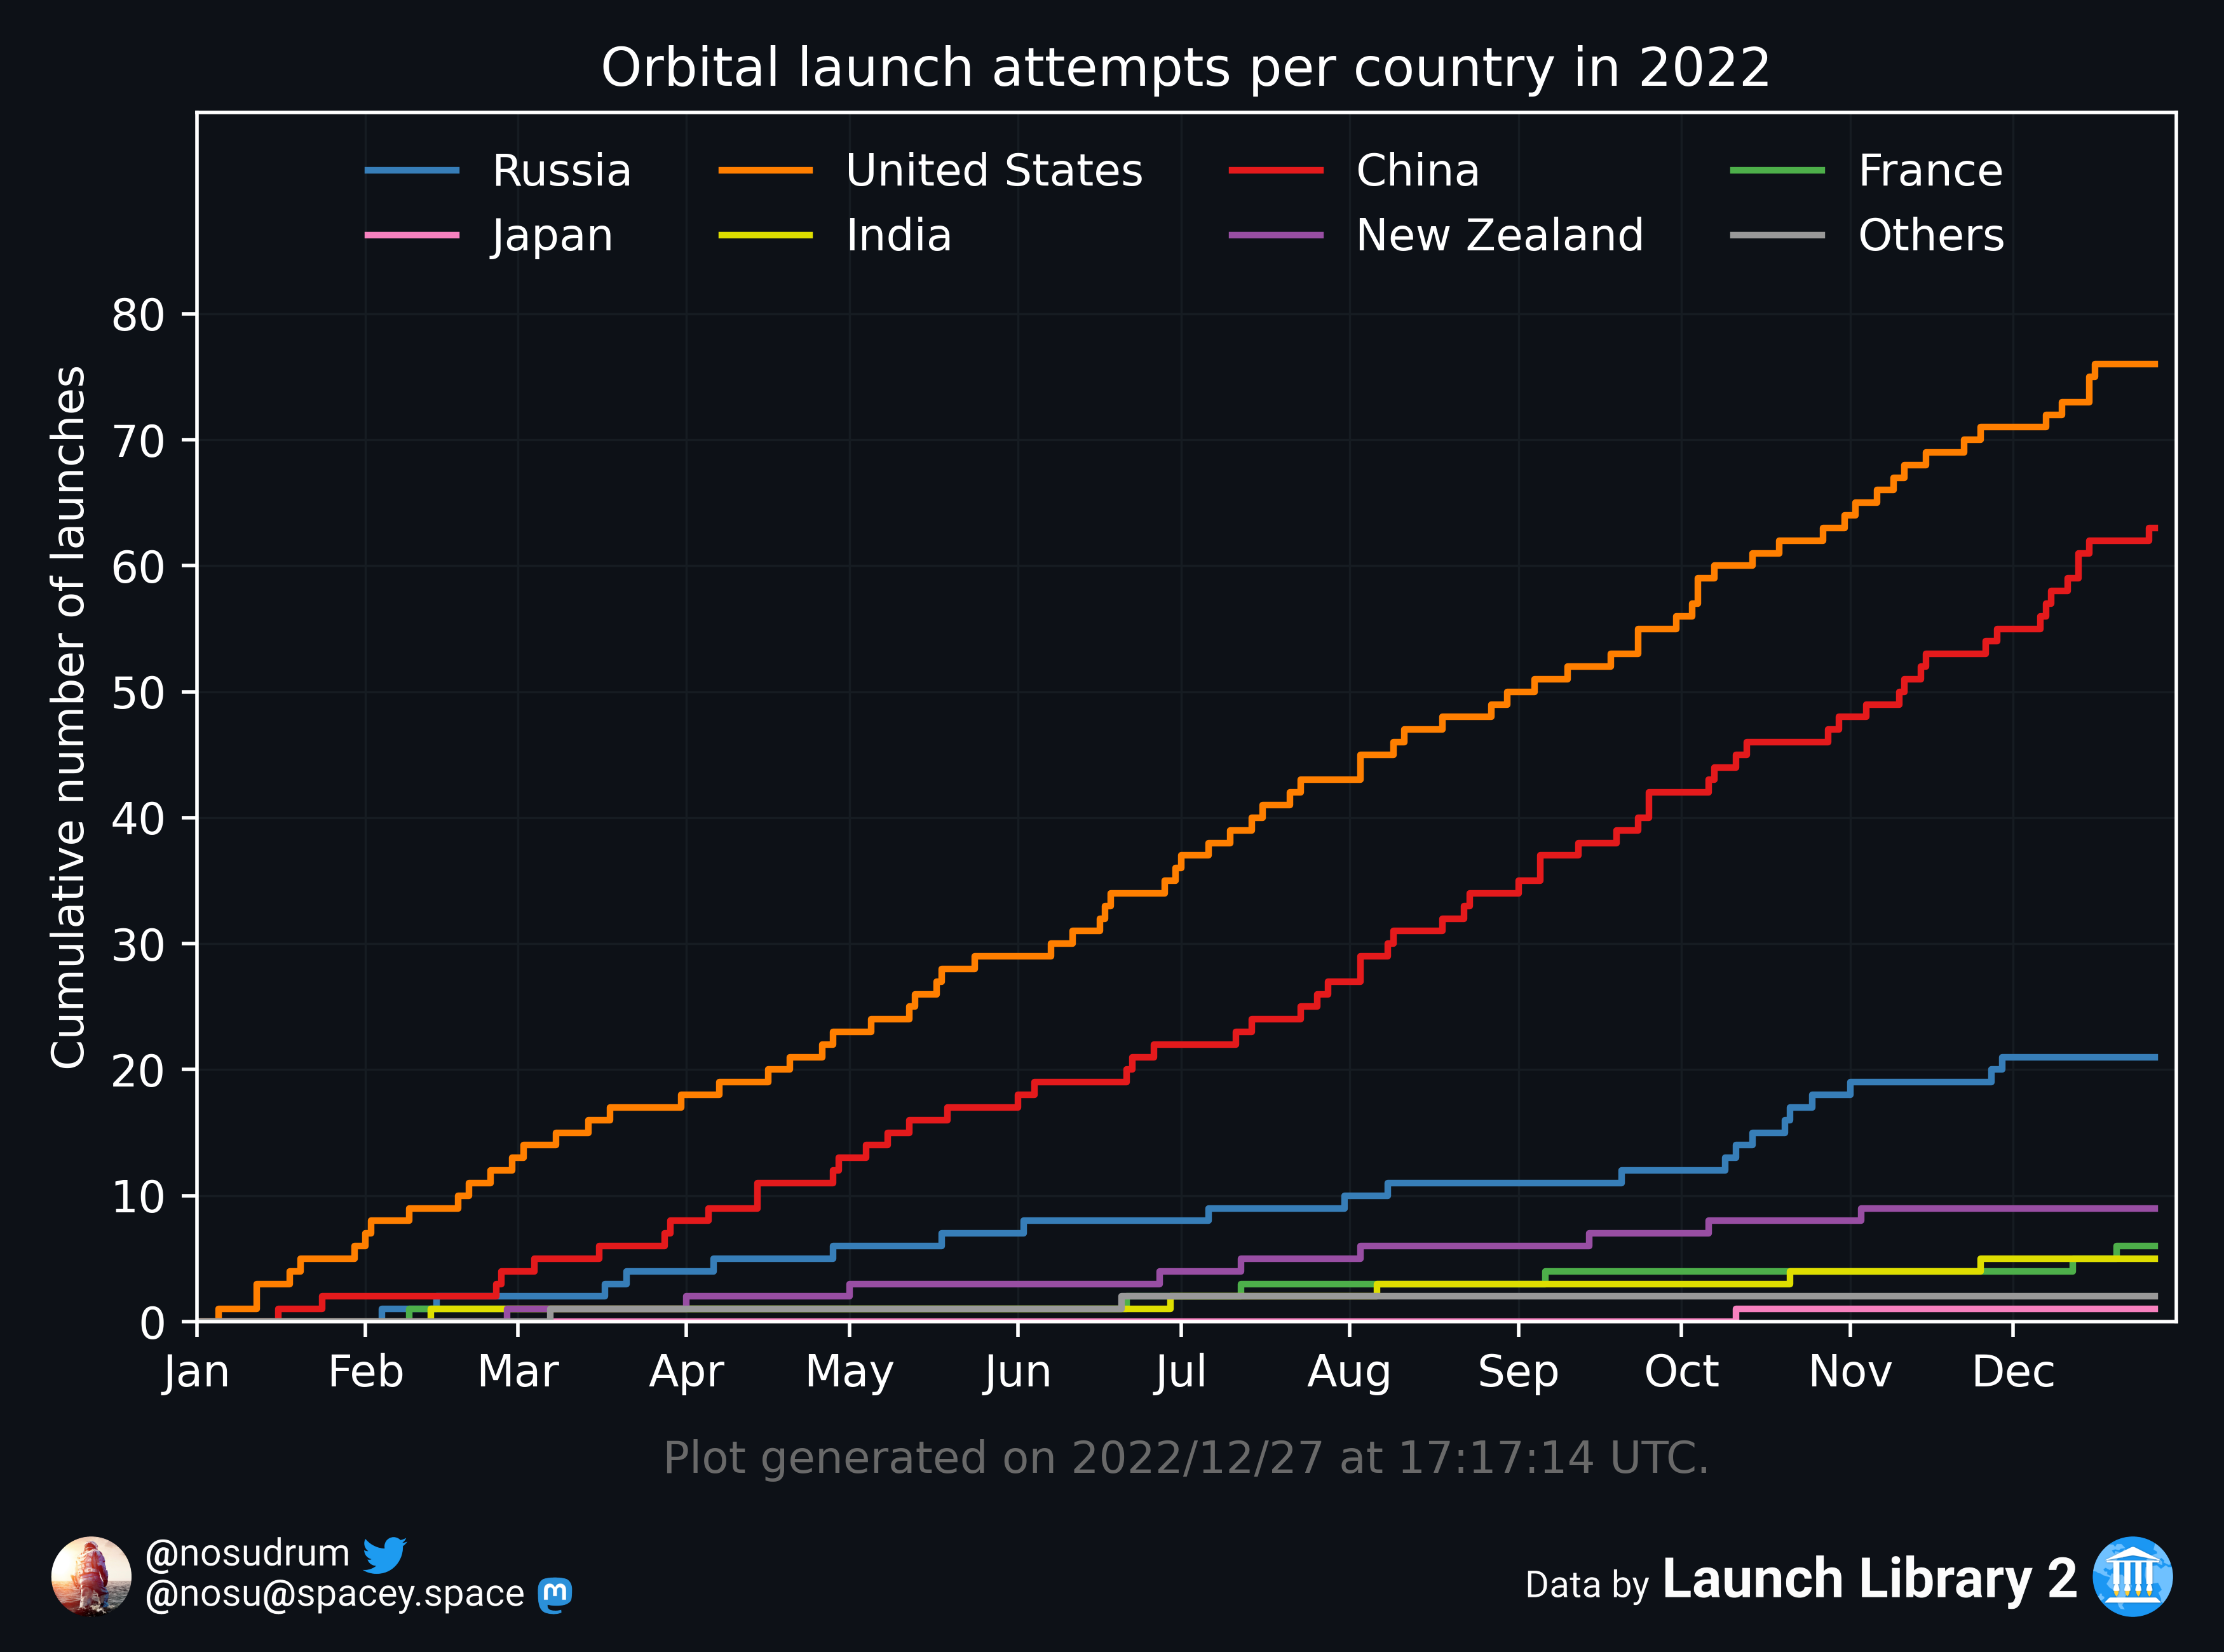 Orbital launch attempts per country in 2022
Russia United States China France
Japan India New Zealand Others
Cumulative number of launches
80
70
60
50
40
30
20
10
0
Jan Feb Mar Apr May Jun Jul Aug Sep Oct Nov Dec
Plot generated on 2022/12/27 at 17:17:14 UTC.
@nosudrum
@nosu@spacey.space
Data by Launch Library 2